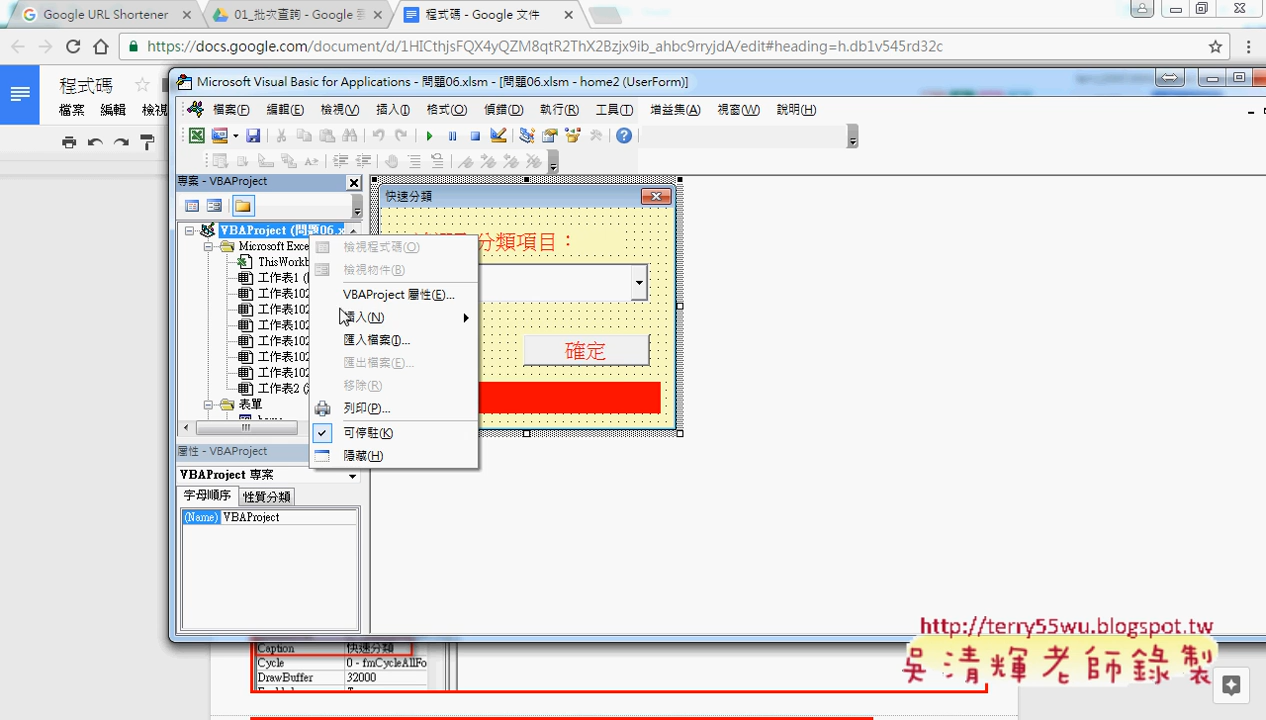 Google URL Shortener
01_批次查詢 - Google
程式碼 - Google 文件
https://docs.google.com/document/d/1HICthjsFQX4yQZM8qtR2ThX2Bzjx9ib_ahbc9rryjdA/edit#heading=h.db1v545rd32c
程式碼
檔案 編輯 檢視
Microsoft Visual Basic for Applications - 問題06.xlsm - [問題06.xlsm - home2 (UserForm)]
檔案(F) 編輯(E) 檢視(V) 插入(I) 格式(O) 偵錯(D) 執行(R) 工具(T) 增益集(A) 視窗(W) 說明(H)
專案 - VBAProject
VBAProject (問題06.x
Microsoft Exce
ThisWorkb
工作表1 (
工作表102
工作表102
工作表102
工作表102
工作表102
工作表102
工作表2 (
表單
快速分類
分類項目：
確定
檢視程式碼(O)
檢視物件(B)
VBAProject 屬性(E)...
插入(N)
匯入檔案(I)...
匯出檔案(E)...
移除(R)
列印(P)...
可停駐(K)
隱藏(H)
屬性 - VBAProject
VBAProject 專案
字母順序 性質分類
(Name) VBAProject
Caption 快速分類
Cycle 0 - fmCycleAllFo
DrawBuffer 32000
http://terry55wu.blogspot.tw
吳清輝老師錄製